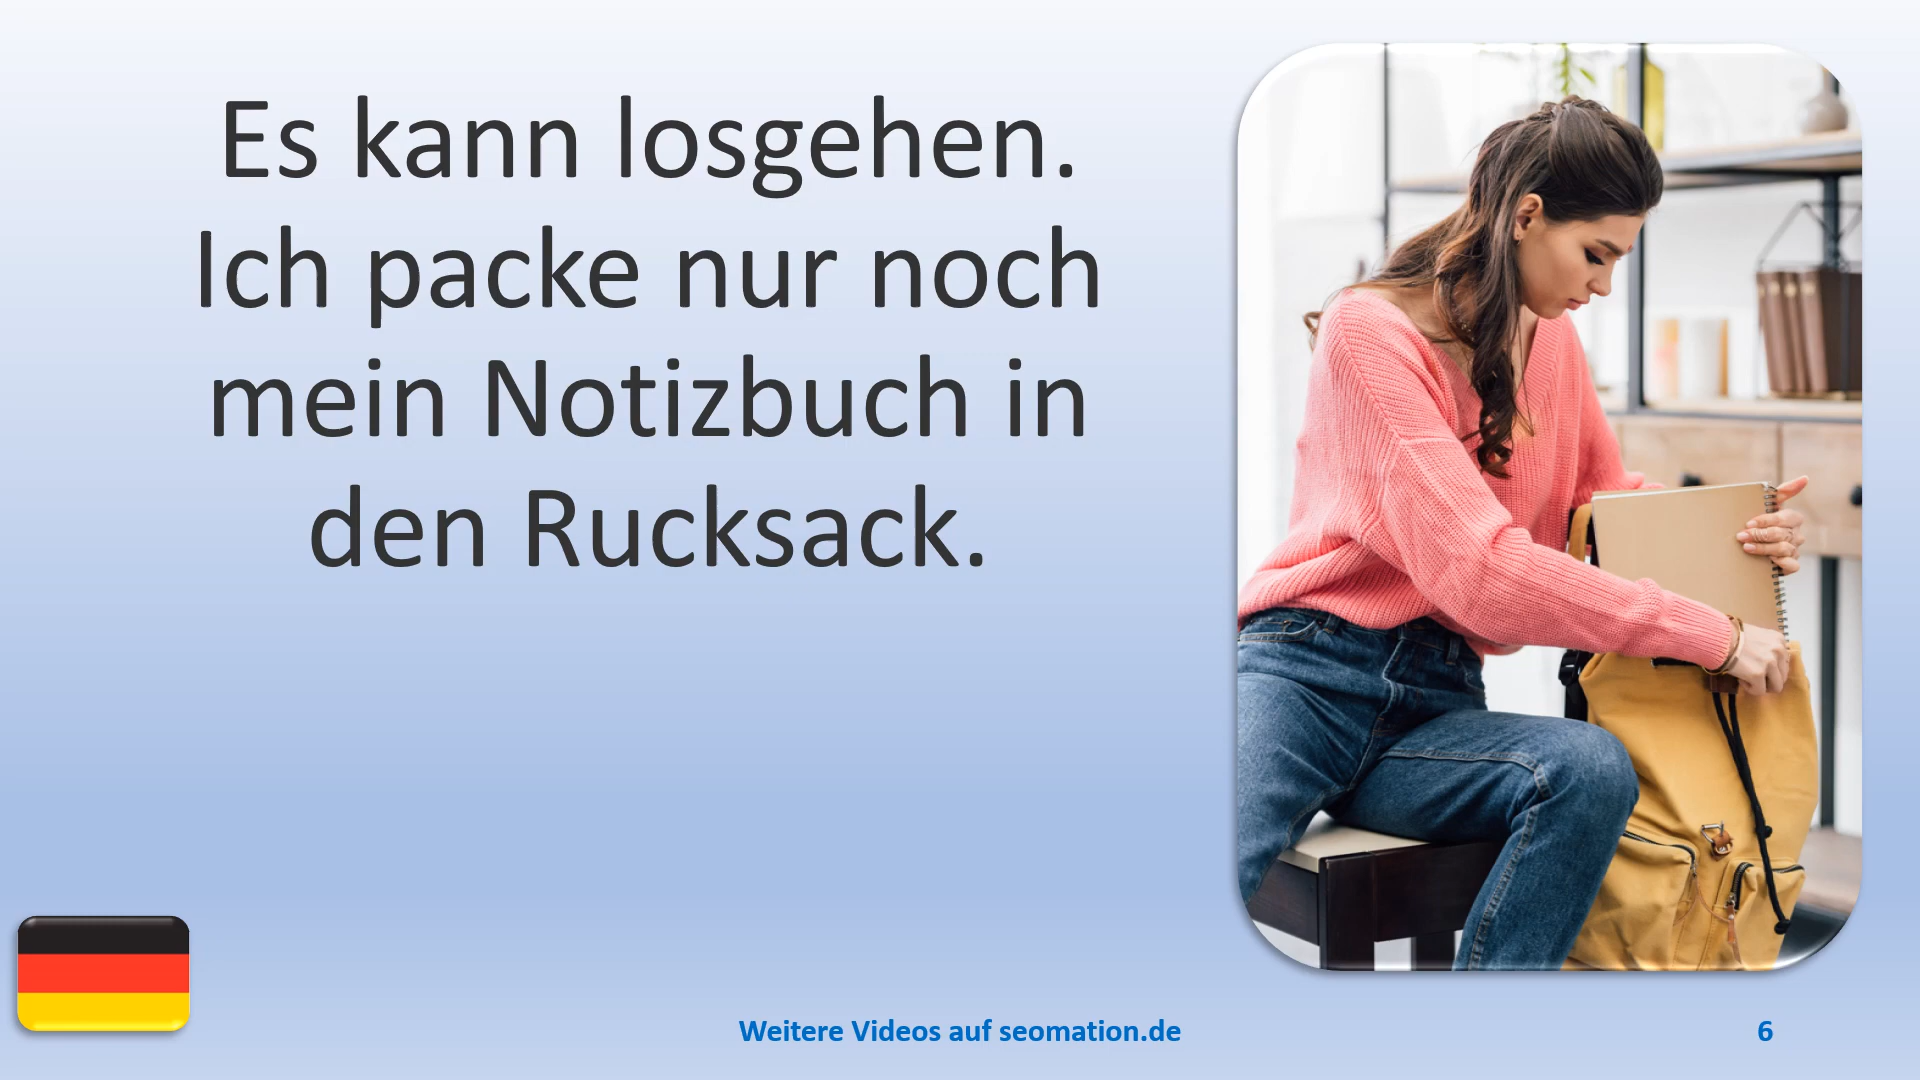 Es kann losgehen.
Ich packe nur noch
mein Notizbuch in
den Rucksack.
Weitere Videos auf seomation.de
6